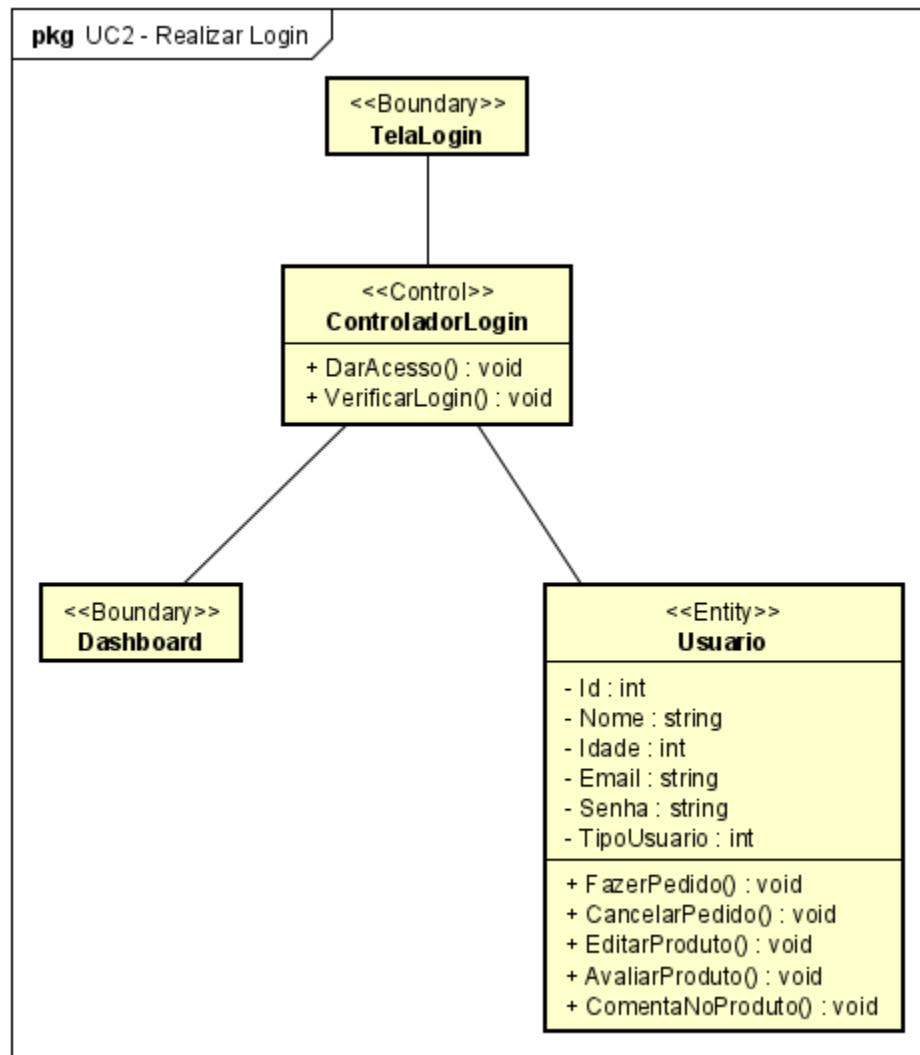 pkg UC2 - Realizar Login
<<Boundary>>
TelaLogin
<<Control>>
ControladorLogin
+ DarAcesso() : void
+ VerificarLogin() : void
<<Boundary>>
Dashboard
<<Entity>>
Usuario
- Id : int
- Nome : string
- Idade : int
- Email : string
- Senha : string
- TipoUsuario : int
+ FazerPedido() : void
+ CancelarPedido() : void
+ EditarProduto() : void
+ AvaliarProduto() : void
+ ComentaNoProduto() : void